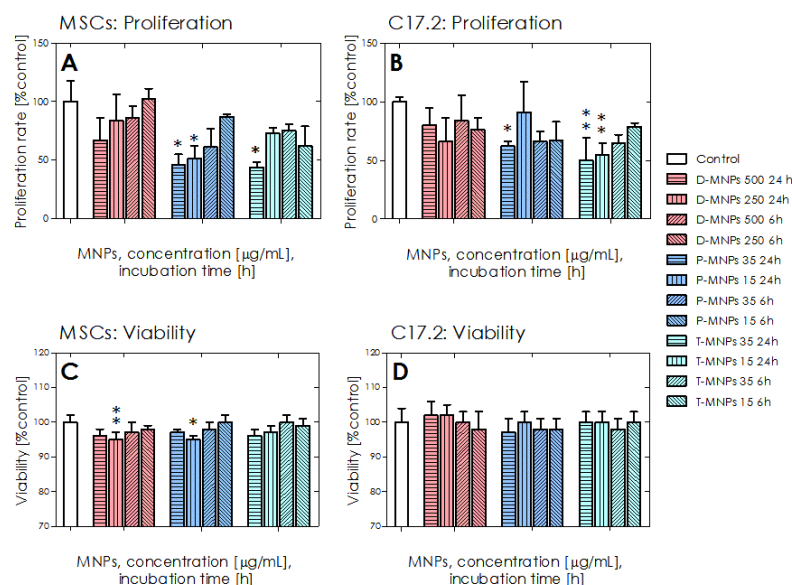 MSCs: Proliferation
A
Proliferation rate [%control]
150
100
50
0
*
*
*
MNPs, concentration [μg/mL],
incubation time [h]
C17.2: Proliferation
B
Proliferation rate [%control]
150
100
50
0
*
**
**
MNPs, concentration [μg/mL],
incubation time [h]
Control
D-MNPs 500 24 h
D-MNPs 250 24h
D-MNPs 500 6h
D-MNPs 250 6h
P-MNPs 35 24h
P-MNPs 15 24h
P-MNPs 35 6h
P-MNPs 15 6h
T-MNPs 35 24h
T-MNPs 15 24h
T-MNPs 35 6h
T-MNPs 15 6h
MSCs: Viability
C
Viability [%control]
120
110
100
90
80
70
**
*
MNPs, concentration [μg/mL],
incubation time [h]
C17.2: Viability
D
Viability [%control]
120
110
100
90
80
70
MNPs, concentration [μg/mL],
incubation time [h]